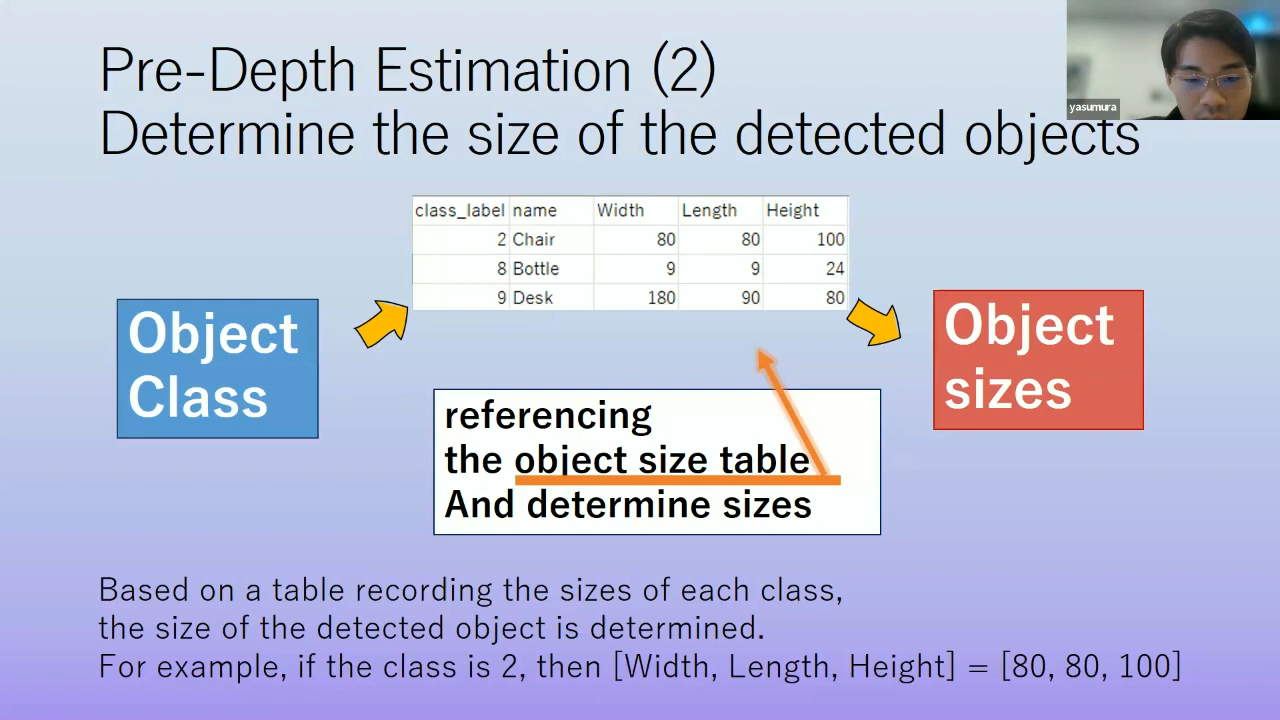 Pre-Depth Estimation (2)
Determine the size of the detected objects
yasumura
class_label name Width Length Height
2 Chair 80 80 100
8 Bottle 9 9 24
9 Desk 180 90 80
Object
Class
Object
sizes
referencing
the object size table
And determine sizes
Based on a table recording the sizes of each class,
the size of the detected object is determined.
For example, if the class is 2, then [Width, Length, Height] = [80, 80, 100]